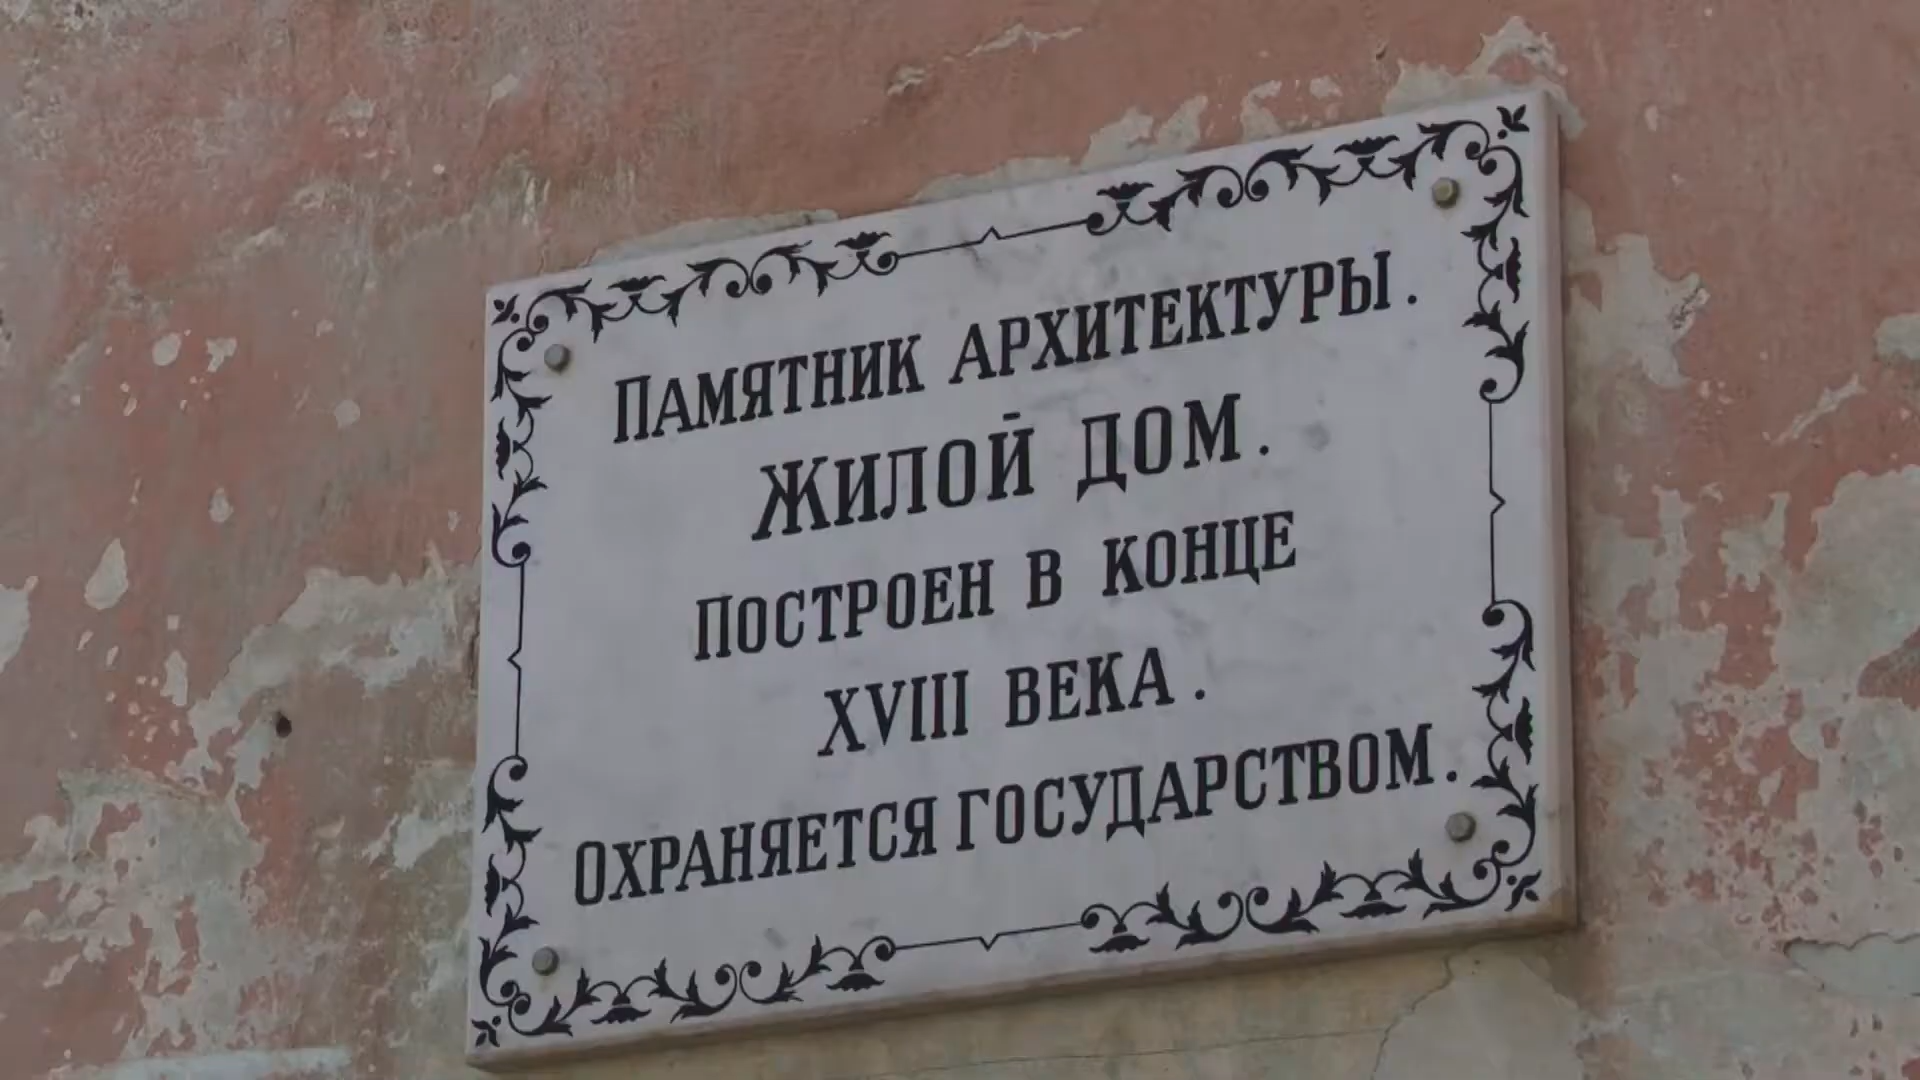 ПАМЯТНИК АРХИТЕКТУРЫ.
ЖИЛОЙ ДОМ.
ПОСТРОЕН В КОНЦЕ
XVIII ВЕКА.
ОХРАНЯЕТСЯ ГОСУДАРСТВОМ.